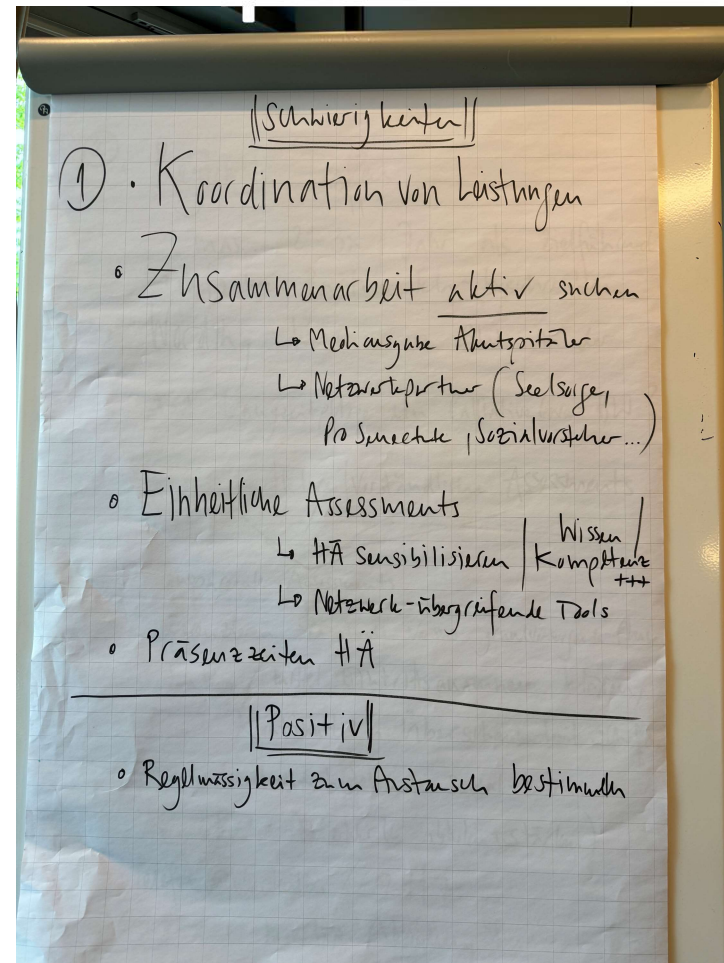 Schwierigkeiten
① • Koordination von Leistungen
• Zusammenarbeit aktiv suchen
↳ Mediausgabe Akutspitäler
↳ Netzwerkpartner (Seelsorge,
Pro Senectute, Sozialvorsteher...)
• Einheitliche Assessments
↳ HÄ sensibilisieren | Wissen / Kompetenz +++
↳ Netzwerk-übergreifende Tools
• Präsenzzeiten HÄ
Positiv
• Regelmässigkeit zum Austausch bestimmen